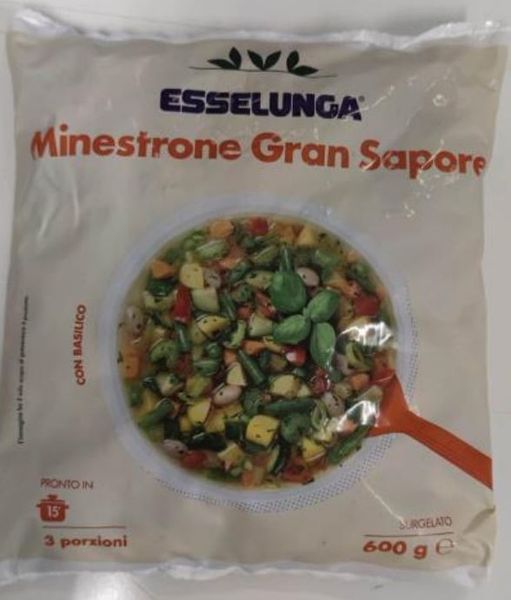 ESSELUNGA®
Minestrone Gran Sapore
CON BASILICO
PRONTO IN
15'
3 porzioni
SURGELATO
600 g ℮